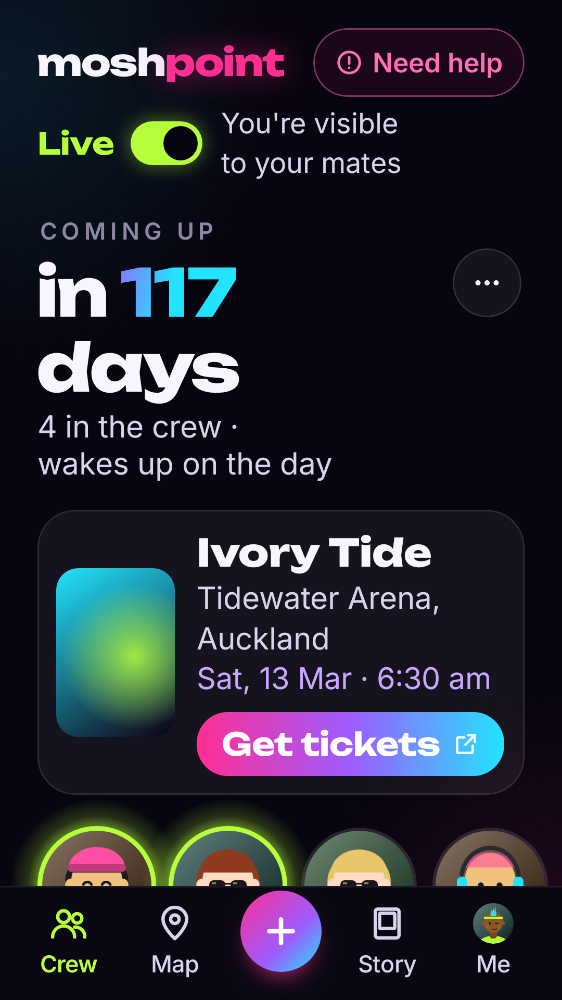 moshpoint
Need help
Live
You're visible
to your mates
COMING UP
in 117
days
4 in the crew ·
wakes up on the day
Ivory Tide
Tidewater Arena,
Auckland
Sat, 13 Mar · 6:30 am
Get tickets
Crew
Map
Story
Me